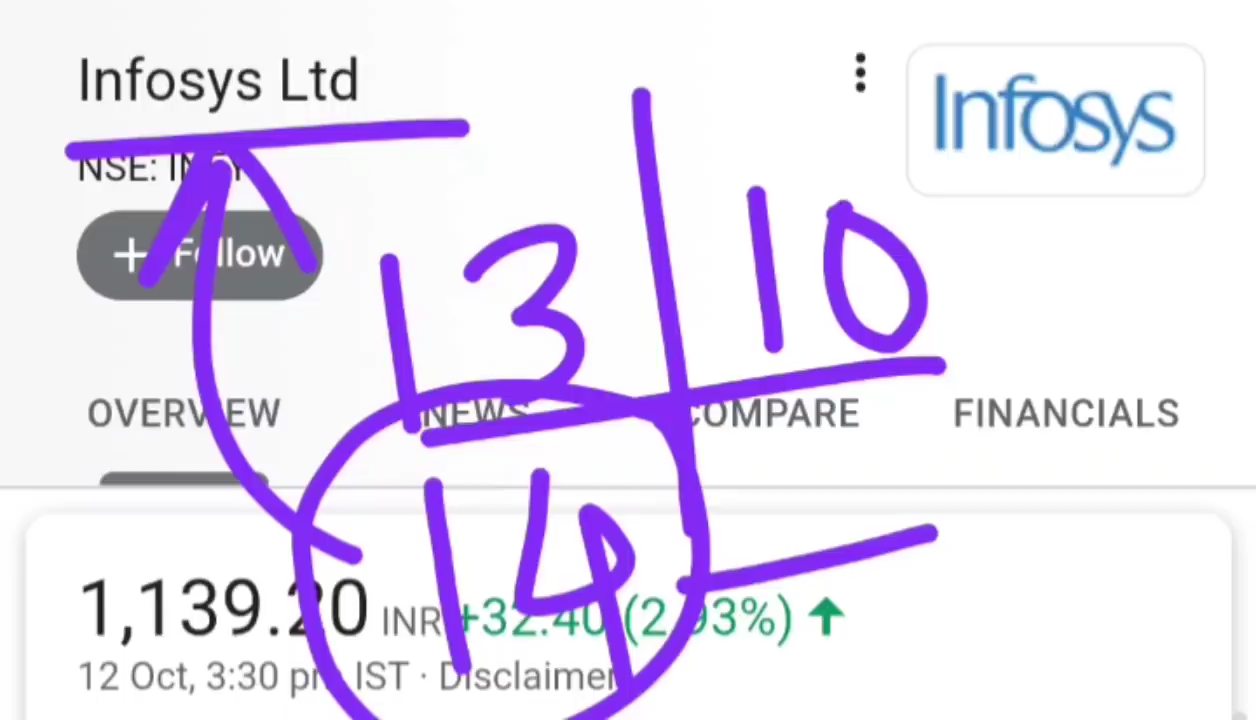 Infosys Ltd
Infosys
NSE: INFY
+ Follow
13 10
OVERVIEW NEWS COMPARE FINANCIALS
14
1,139.20 INR +32.40 (2.93%) ↑
12 Oct, 3:30 pm IST · Disclaimer